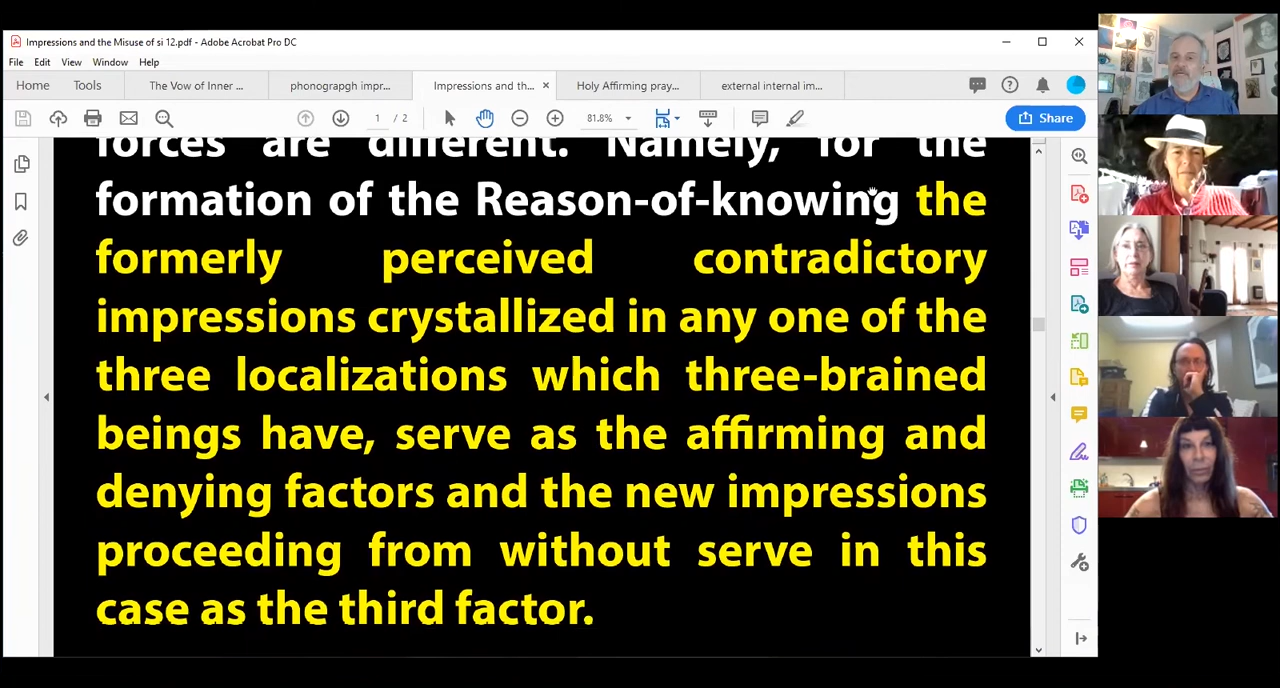 Impressions and the Misuse of si 12.pdf - Adobe Acrobat Pro DC
File Edit View Window Help
Home Tools The Vow of Inner ... phonograpgh impr... Impressions and th... × Holy Affirming pray... external internal im...
1 / 2 81.8% Share
forces are different. Namely, for the
formation of the Reason-of-knowing the
formerly perceived contradictory
impressions crystallized in any one of the
three localizations which three-brained
beings have, serve as the affirming and
denying factors and the new impressions
proceeding from without serve in this
case as the third factor.